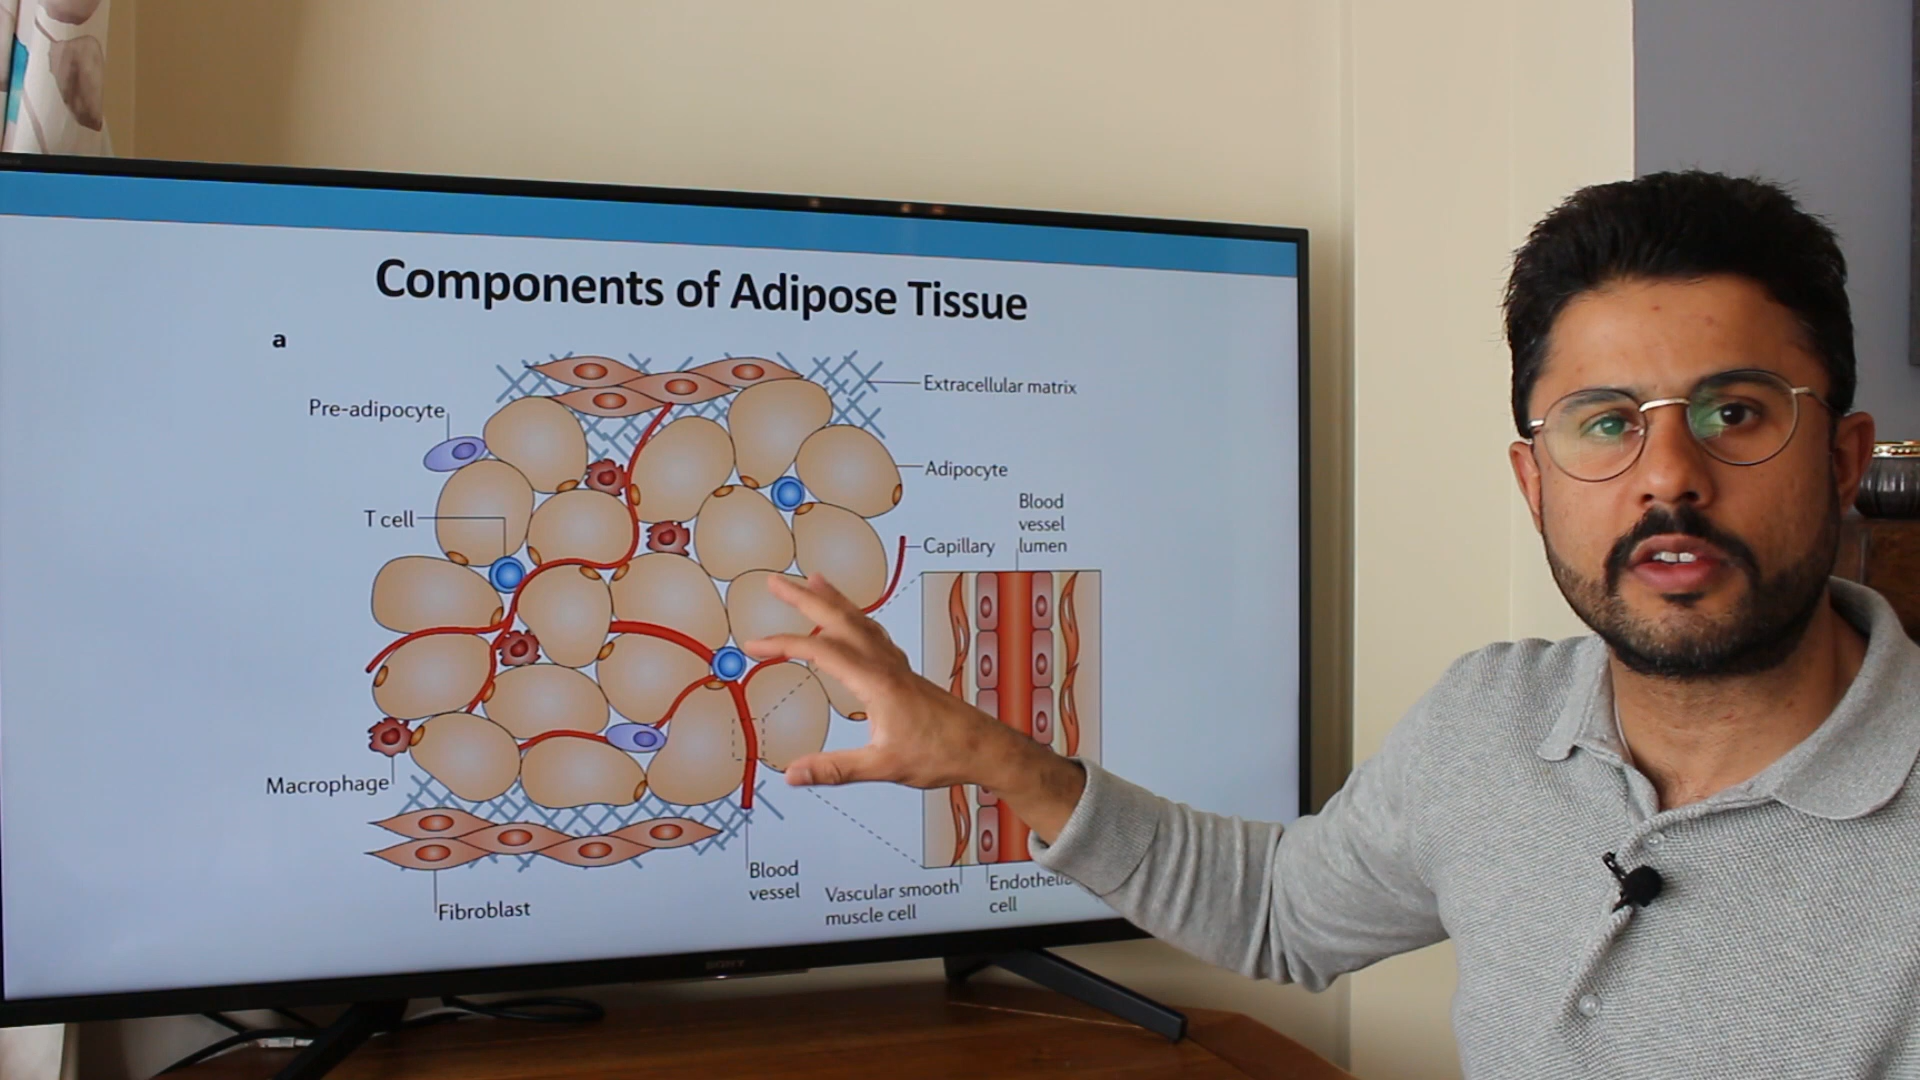 Components of Adipose Tissue
a
Extracellular matrix
Pre-adipocyte
Adipocyte
Blood
vessel
lumen
T cell
Capillary
Macrophage
Blood
vessel
Vascular smooth
muscle cell
cell
Fibroblast
SONY